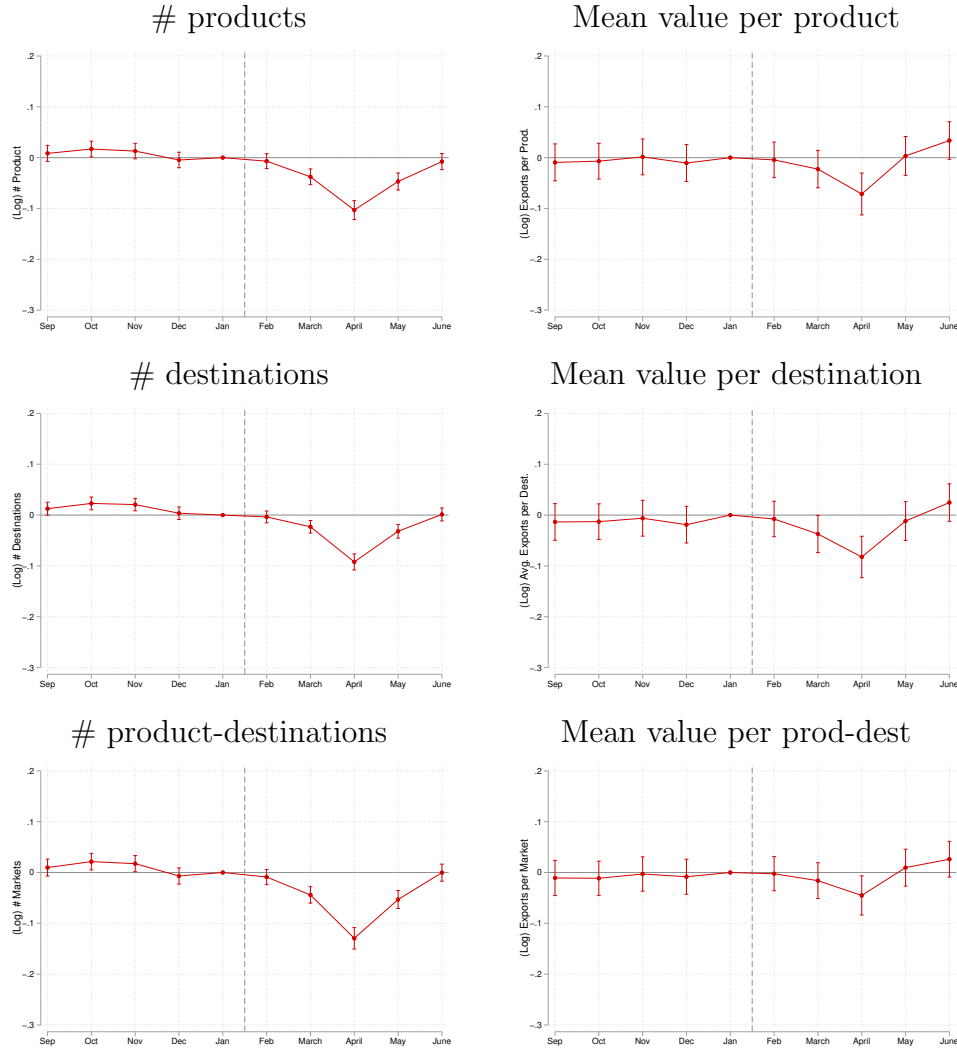 # products
(Log) # Product
.2
.1
0
-.1
-.2
-.3
Sep Oct Nov Dec Jan Feb March April May June
Mean value per product
(Log) Exports per Prod.
.2
.1
0
-.1
-.2
-.3
Sep Oct Nov Dec Jan Feb March April May June
# destinations
(Log) # Destinations
.2
.1
0
-.1
-.2
-.3
Sep Oct Nov Dec Jan Feb March April May June
Mean value per destination
(Log) Avg. Exports per Dest.
.2
.1
0
-.1
-.2
-.3
Sep Oct Nov Dec Jan Feb March April May June
# product-destinations
(Log) # Markets
.2
.1
0
-.1
-.2
-.3
Sep Oct Nov Dec Jan Feb March April May June
Mean value per prod-dest
(Log) Exports per Market
.2
.1
0
-.1
-.2
-.3
Sep Oct Nov Dec Jan Feb March April May June